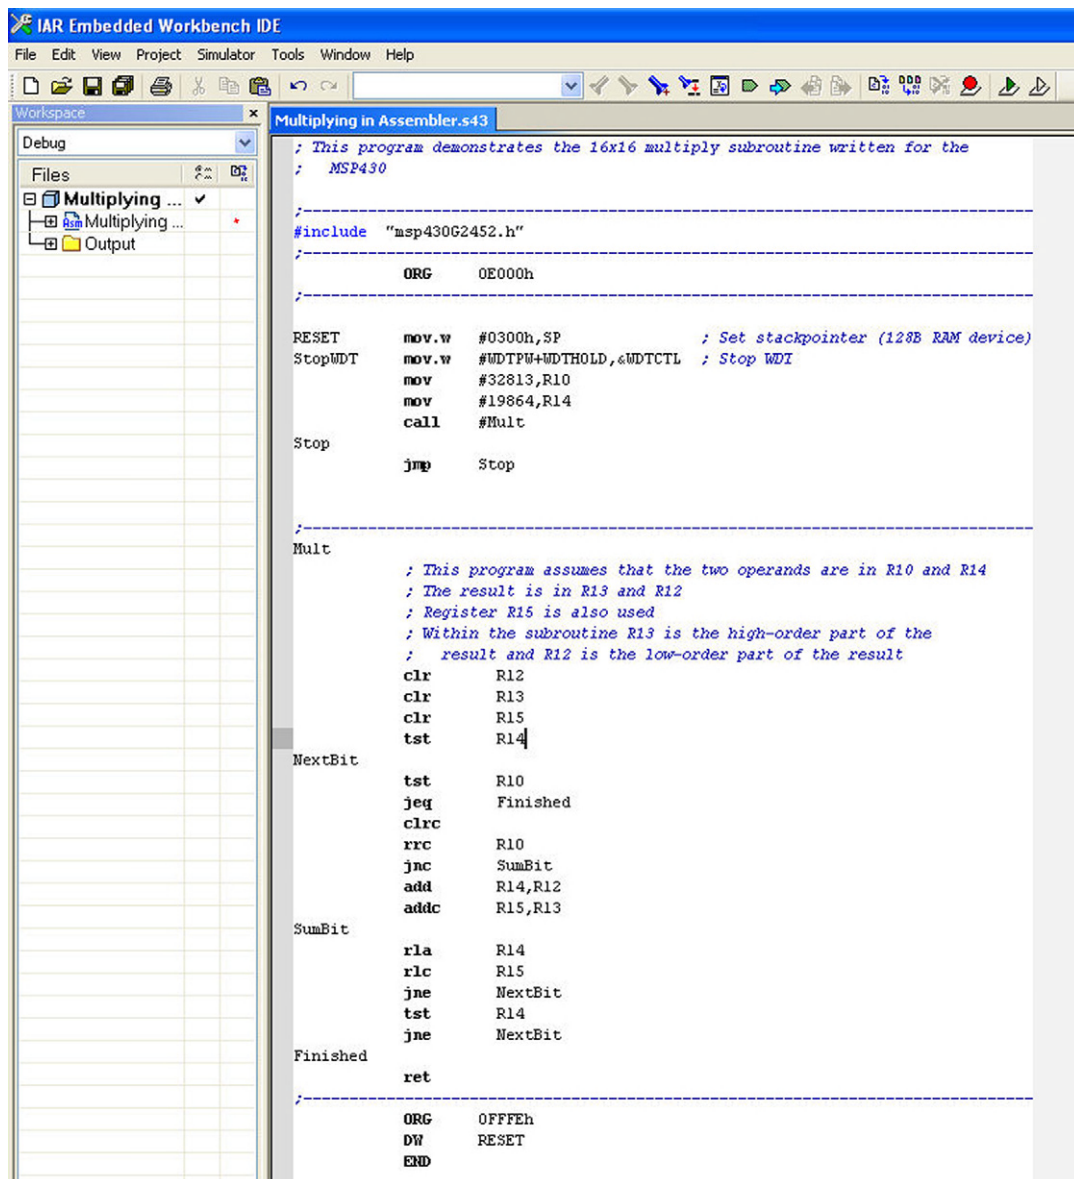 IAR Embedded Workbench IDE
File Edit View Project Simulator Tools Window Help
Workspace
Multiplying in Assembler.s43
Debug
Files
Multiplying ...
Multiplying ...
Output
; This program demonstrates the 16x16 multiply subroutine written for the
; MSP430
;--------------------------------------------------------------------------------
#include "msp430G2452.h"
;--------------------------------------------------------------------------------
ORG 0E000h
;--------------------------------------------------------------------------------
RESET mov.w #0300h,SP ; Set stackpointer (128B RAM device)
StopWDT mov.w #WDTPW+WDTHOLD,&WDTCTL ; Stop WDT
mov #32813,R10
mov #19864,R14
call #Mult
Stop
jmp Stop
;--------------------------------------------------------------------------------
Mult
; This program assumes that the two operands are in R10 and R14
; The result is in R13 and R12
; Register R15 is also used
; Within the subroutine R13 is the high-order part of the
; result and R12 is the low-order part of the result
clr R12
clr R13
clr R15
tst R14
NextBit
tst R10
jeq Finished
clrc
rrc R10
jnc SumBit
add R14,R12
addc R15,R13
SumBit
rla R14
rlc R15
jne NextBit
tst R14
jne NextBit
Finished
ret
;--------------------------------------------------------------------------------
ORG 0FFFEh
DW RESET
END